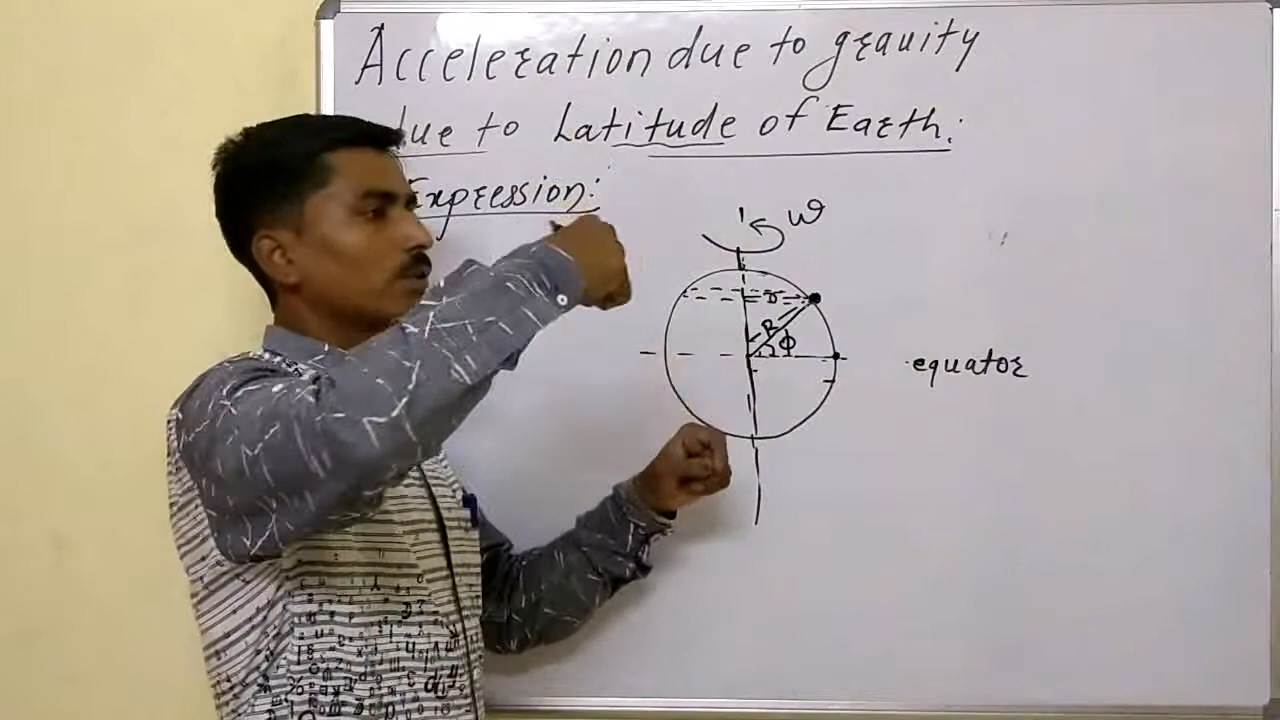 Acceleration due to gravity
due to Latitude of Earth.
Expression:
ω
r
R
ϕ
equator